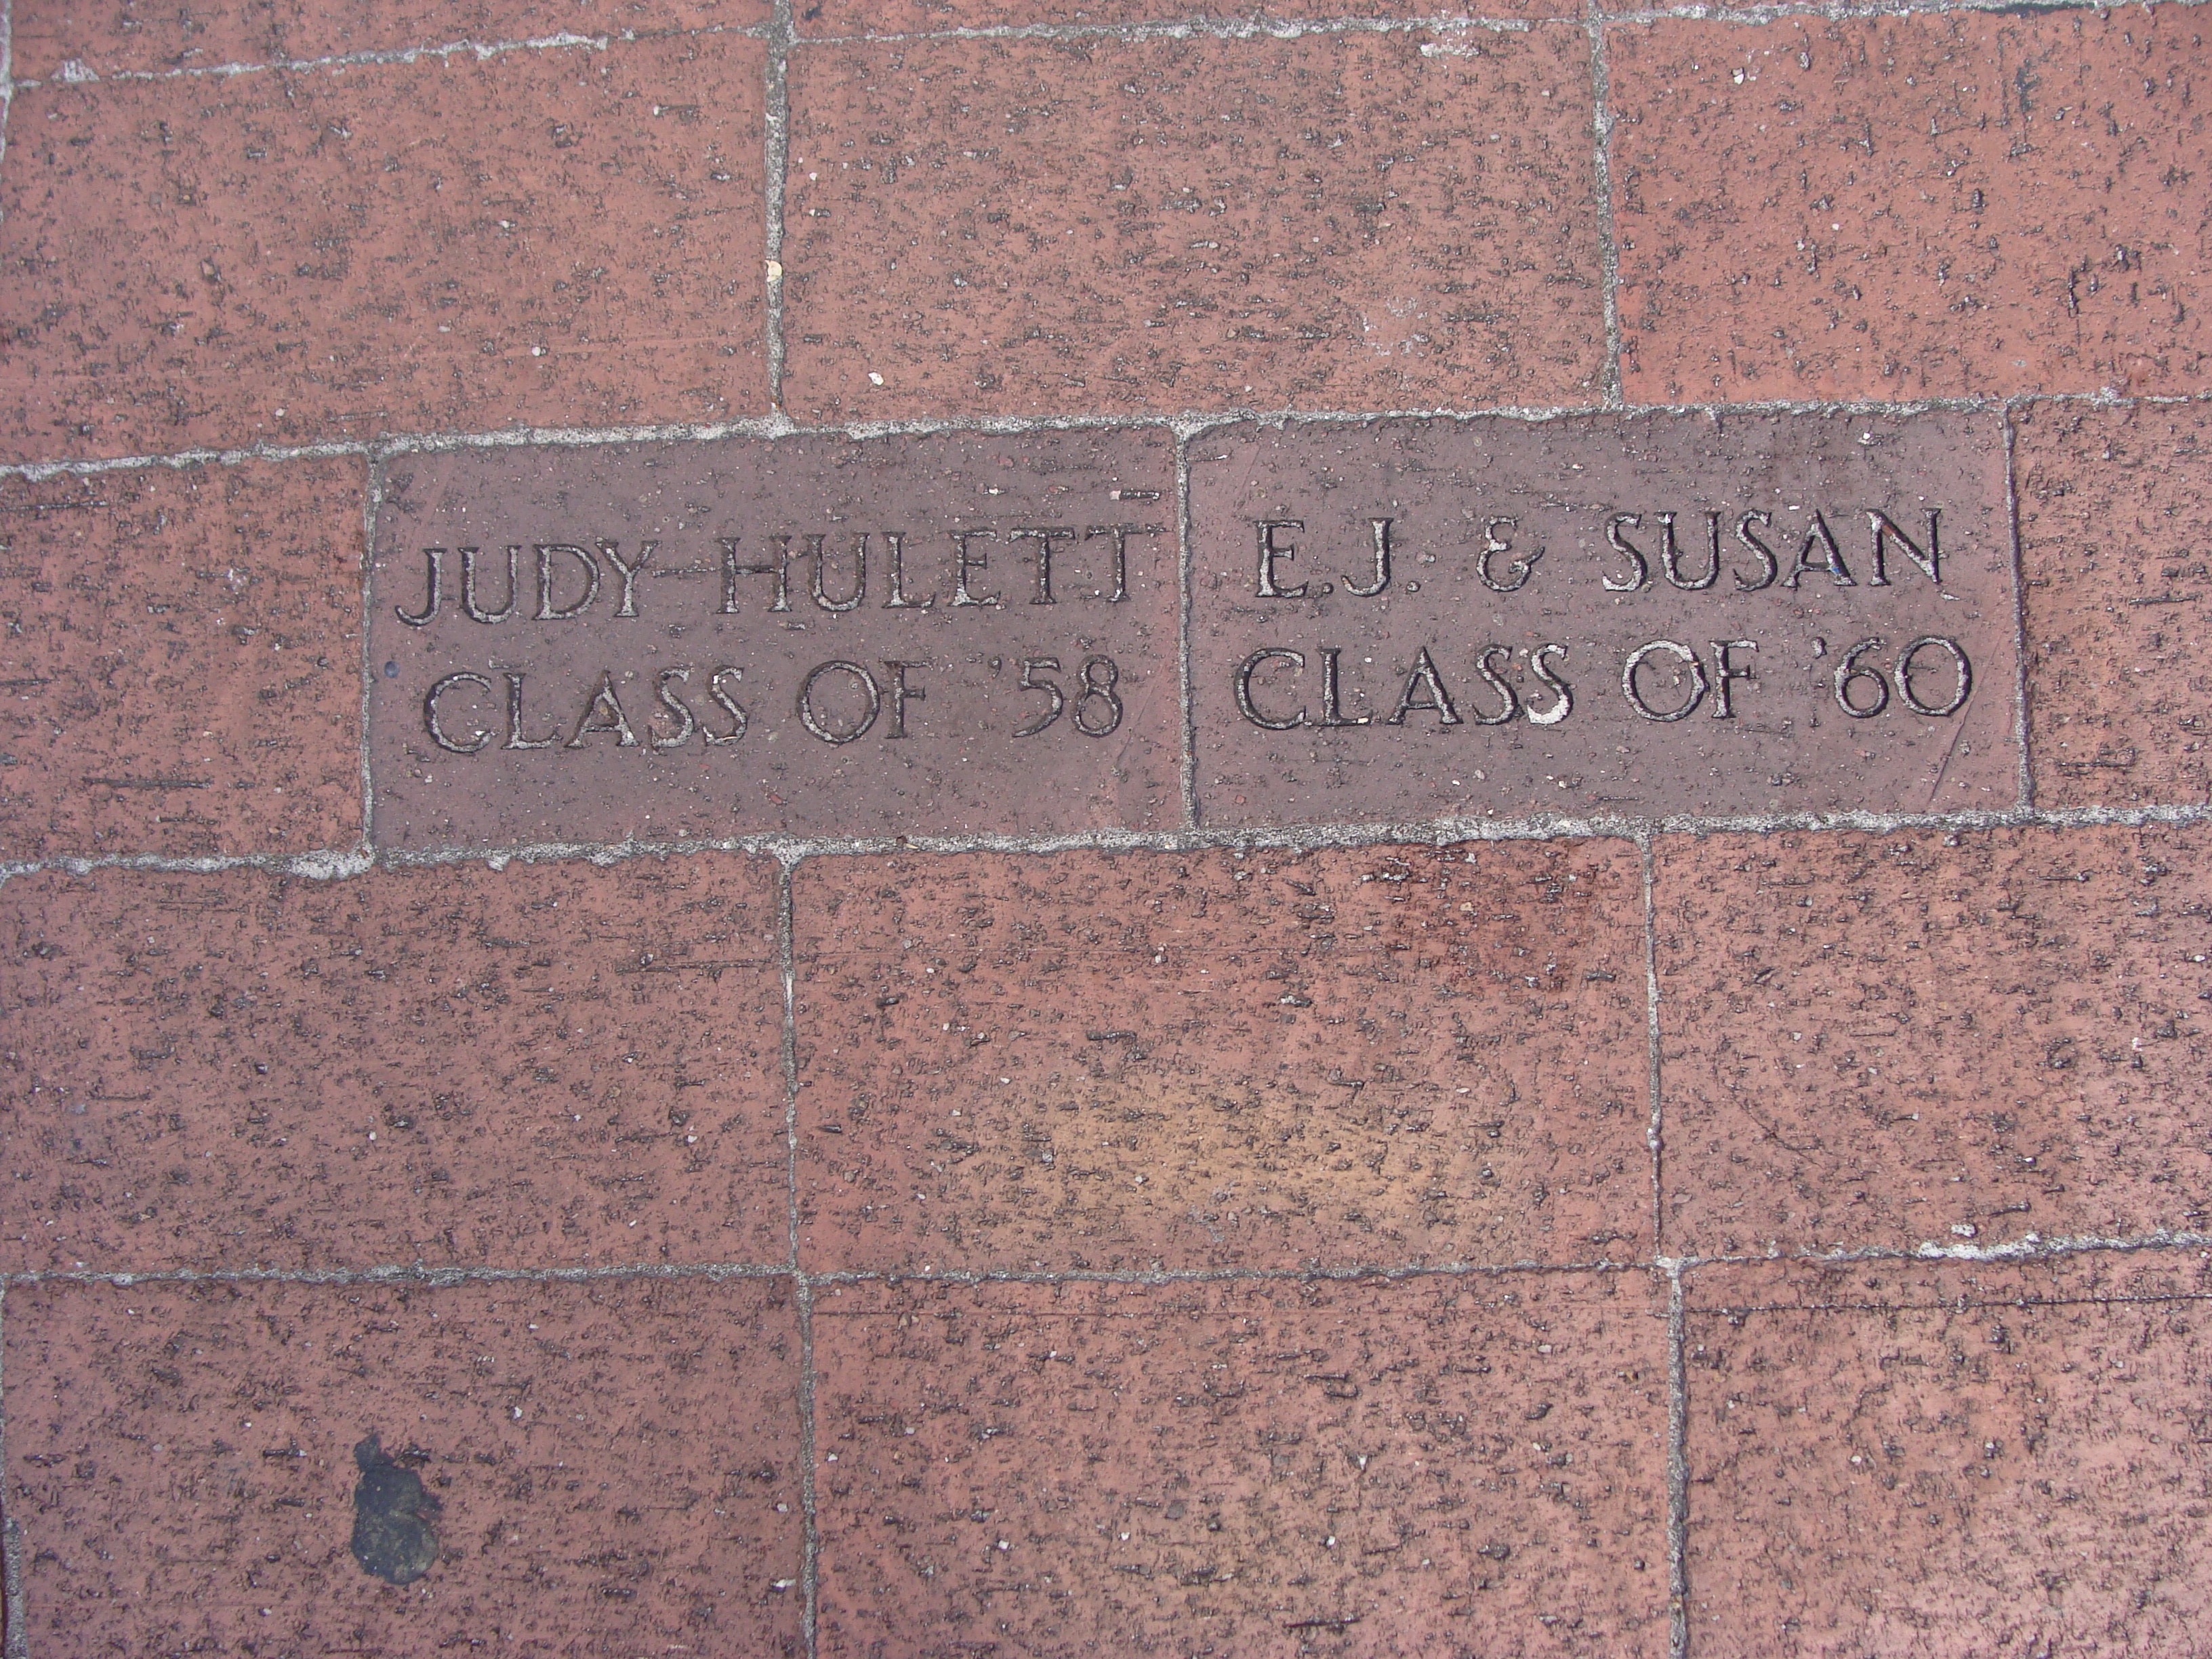 JUDY HULETT
CLASS OF '58
E.J. & SUSAN
CLASS OF '60